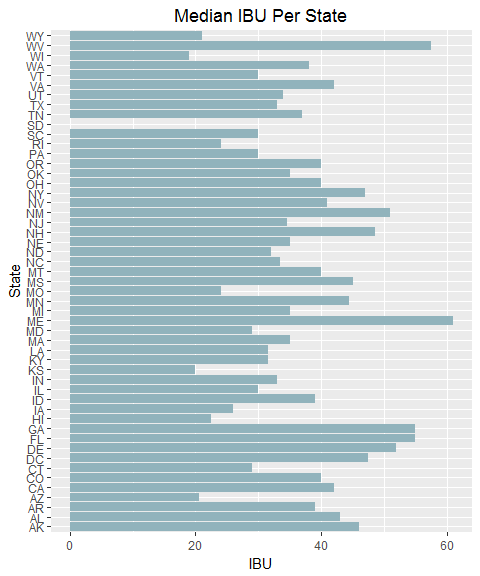 Median IBU Per State
WY
WV
WI
WA
VT
VA
UT
TX
TN
SD
SC
RI
PA
OR
OK
OH
NY
NV
NM
NJ
NH
NE
ND
NC
MT
MS
MO
MN
MI
ME
MD
MA
LA
KY
KS
IN
IL
ID
IA
HI
GA
FL
DE
DC
CT
CO
CA
AZ
AR
AL
AK
State
0 20 40 60
IBU